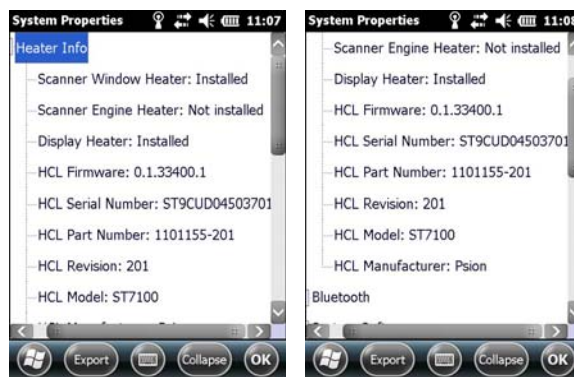 System Properties 11:07
Heater Info
Scanner Window Heater: Installed
Scanner Engine Heater: Not installed
Display Heater: Installed
HCL Firmware: 0.1.33400.1
HCL Serial Number: ST9CUD04503701
HCL Part Number: 1101155-201
HCL Revision: 201
HCL Model: ST7100
Export Collapse OK
System Properties 11:08
Scanner Engine Heater: Not installed
Display Heater: Installed
HCL Firmware: 0.1.33400.1
HCL Serial Number: ST9CUD04503701
HCL Part Number: 1101155-201
HCL Revision: 201
HCL Model: ST7100
HCL Manufacturer: Psion
Bluetooth
Export Collapse OK